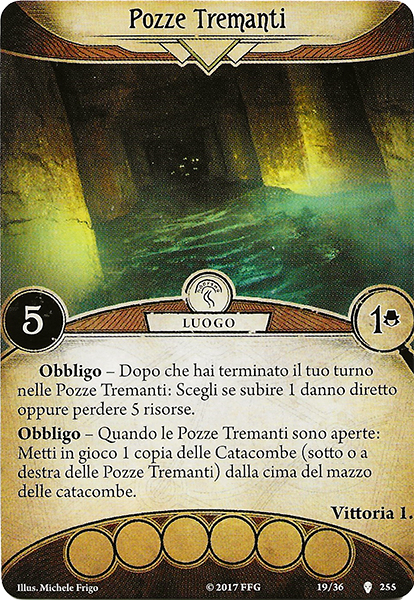 Pozze Tremanti
5
LUOGO
1
Obbligo – Dopo che hai terminato il tuo turno
nelle Pozze Tremanti: Scegli se subire 1 danno diretto
oppure perdere 5 risorse.
Obbligo – Quando le Pozze Tremanti sono aperte:
Metti in gioco 1 copia delle Catacombe (sotto o a
destra delle Pozze Tremanti) dalla cima del mazzo
delle catacombe.
Vittoria 1.
Illus. Michele Frigo
© 2017 FFG
19/36
255